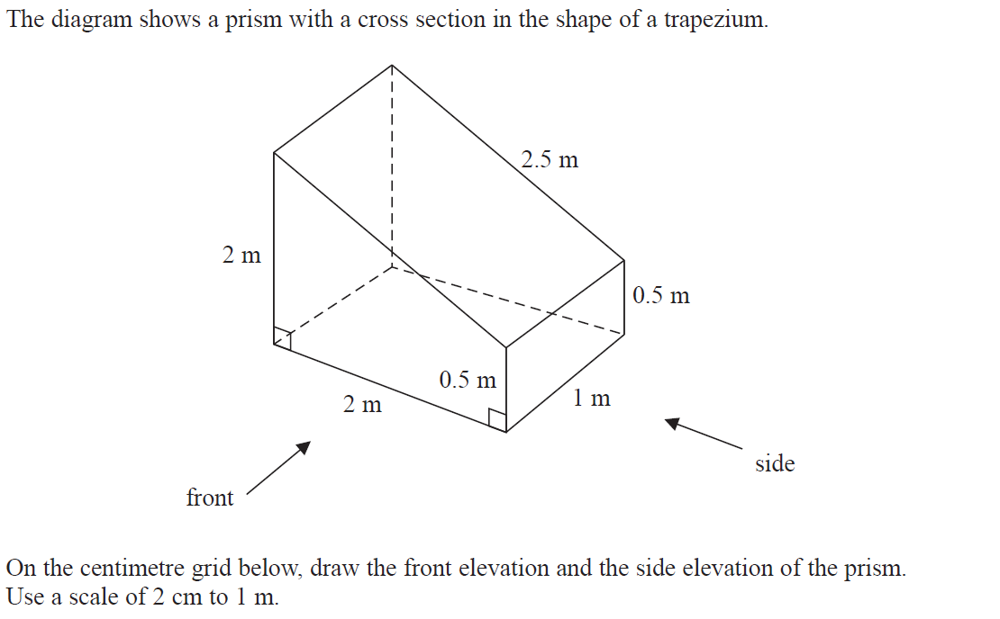 The diagram shows a prism with a cross section in the shape of a trapezium.
2.5 m
2 m
0.5 m
0.5 m
1 m
2 m
side
front
On the centimetre grid below, draw the front elevation and the side elevation of the prism.
Use a scale of 2 cm to 1 m.